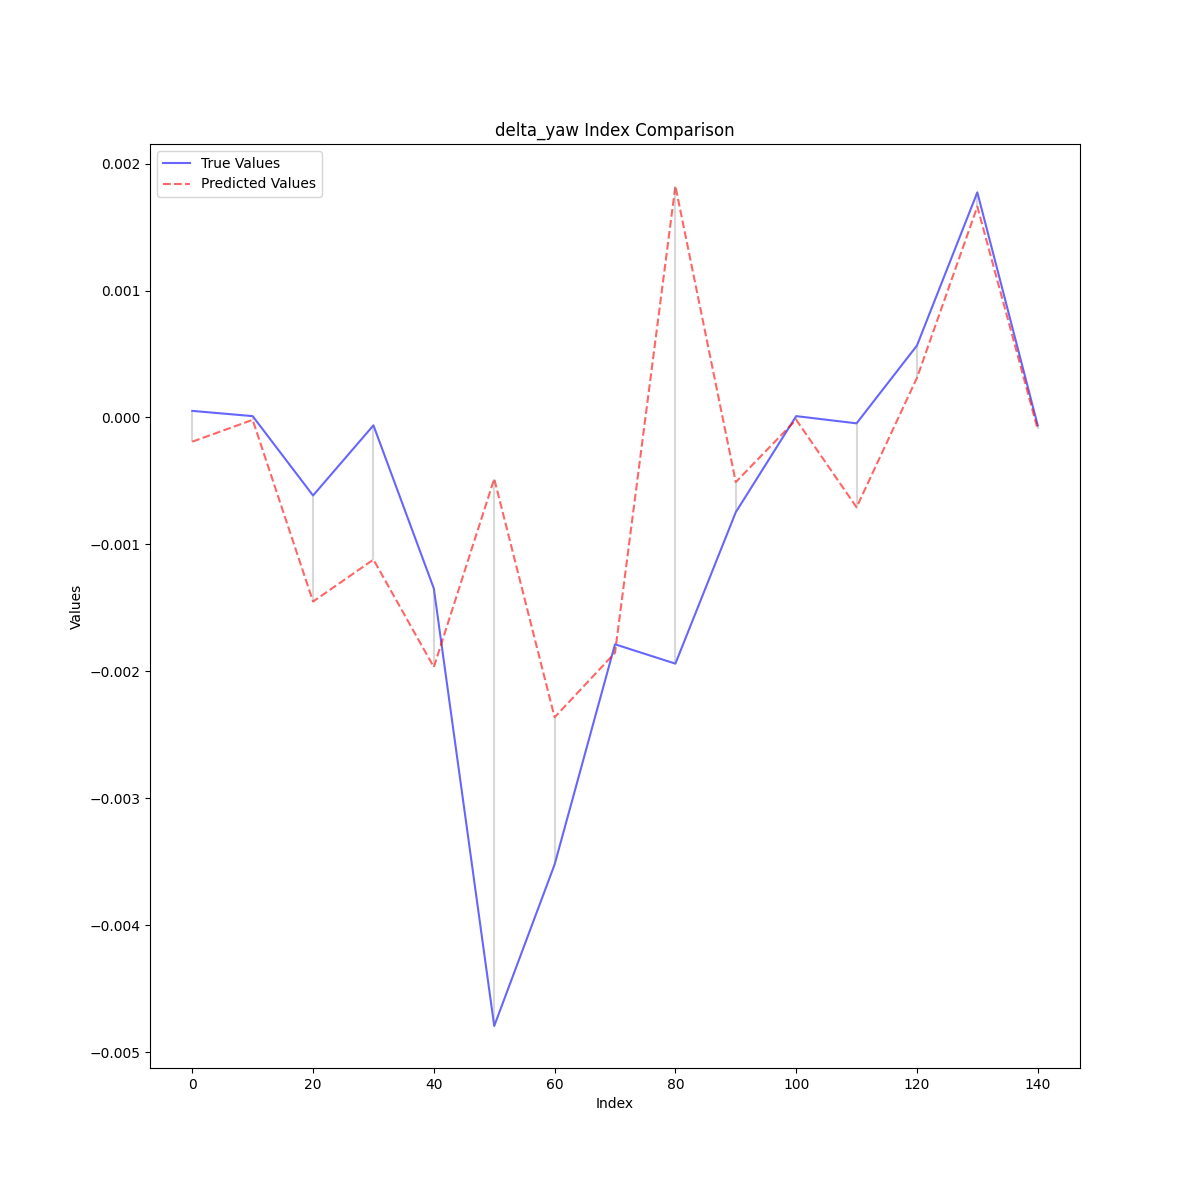 delta_yaw Index Comparison
True Values
Predicted Values
0.002
0.001
0.000
−0.001
−0.002
−0.003
−0.004
−0.005
Values
0 20 40 60 80 100 120 140
Index